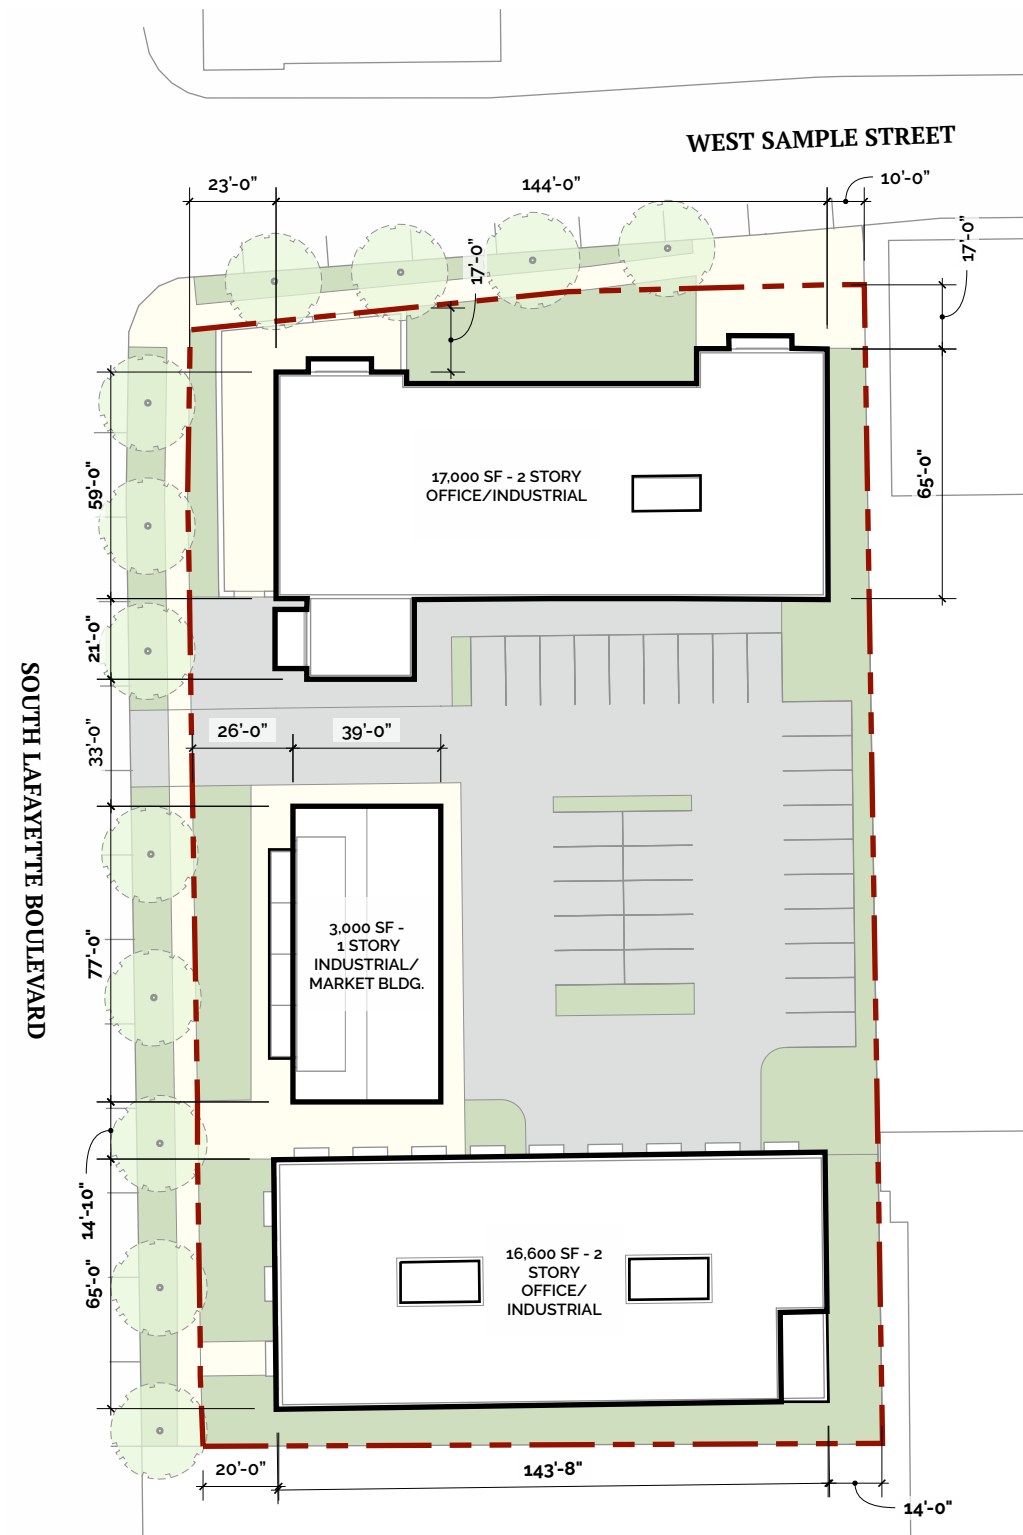 WEST SAMPLE STREET
23'-0"
144'-0"
10'-0"
17'-0"
17'-0"
59'-0"
17,000 SF - 2 STORY
OFFICE/INDUSTRIAL
65'-0"
21'-0"
SOUTH LAFAYETTE BOULEVARD
33'-0"
26'-0"
39'-0"
77'-0"
3,000 SF -
1 STORY
INDUSTRIAL/
MARKET BLDG.
14'-10"
65'-0"
16,600 SF - 2
STORY
OFFICE/
INDUSTRIAL
20'-0"
143'-8"
14'-0"